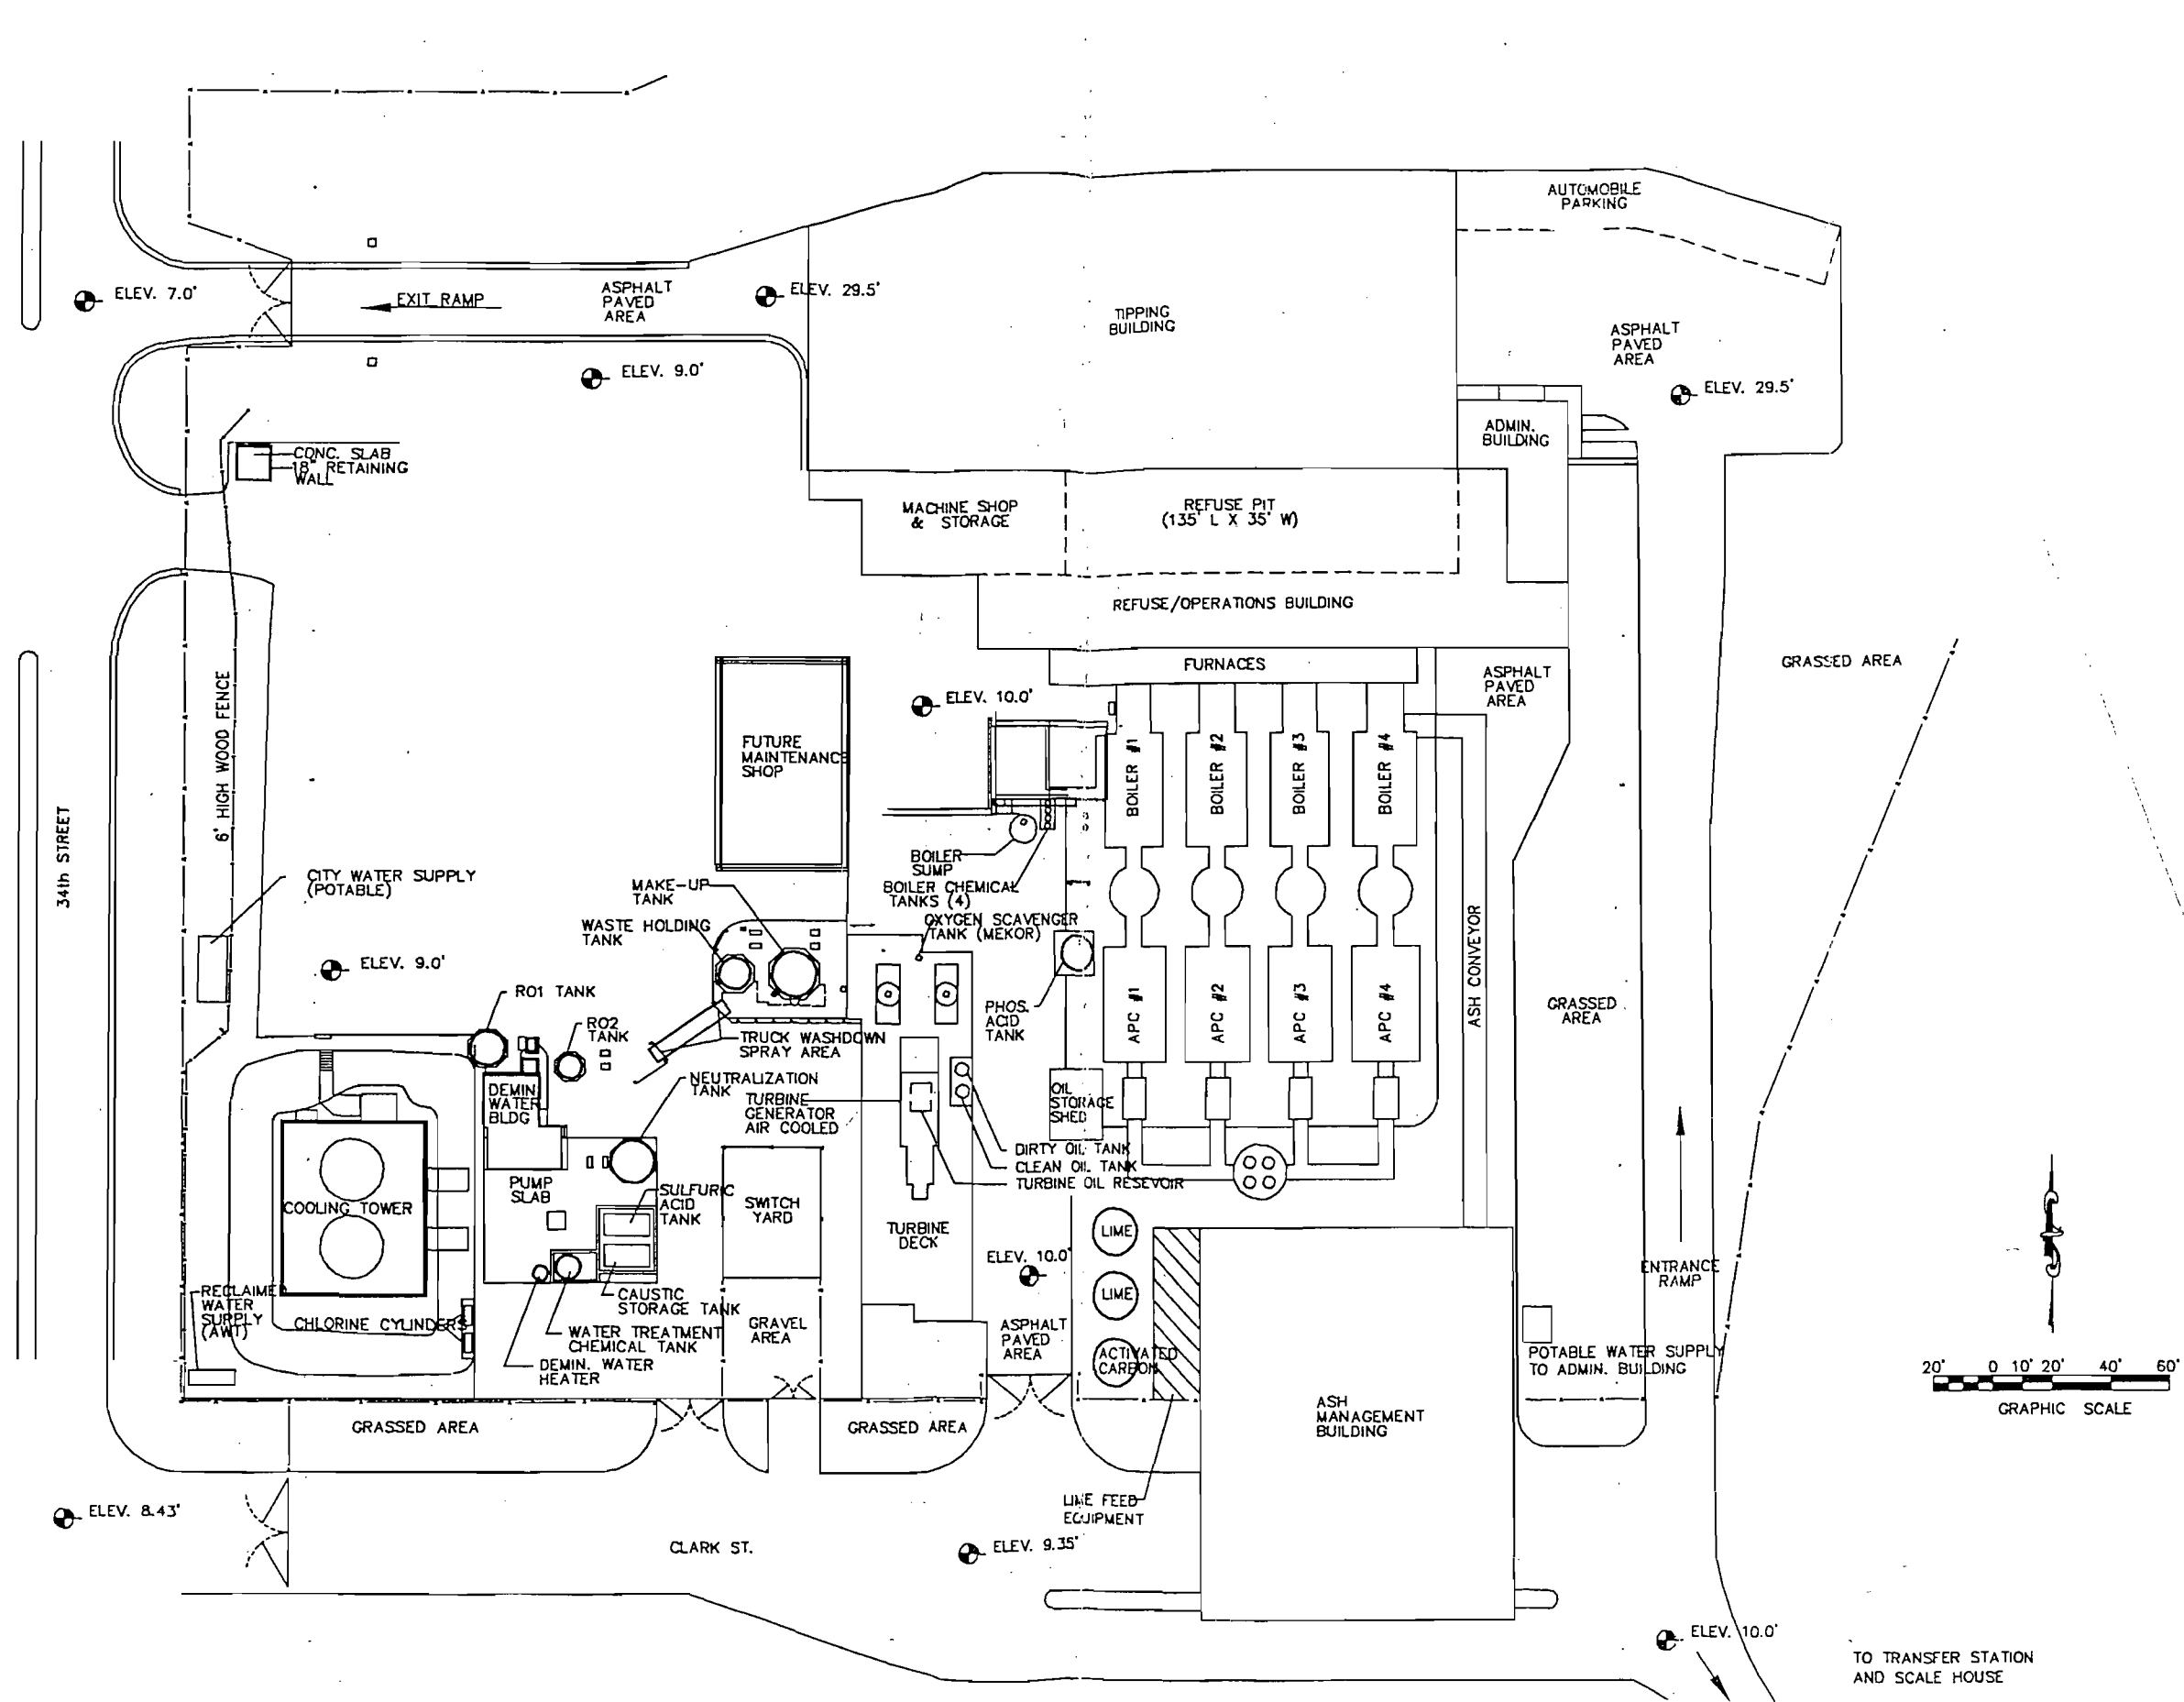 AUTOMOBILE
PARKING
ELEV. 7.0'
EXIT RAMP
ASPHALT
PAVED
AREA
ELEV. 29.5'
TIPPING
BUILDING
ASPHALT
PAVED
AREA
ELEV. 9.0'
ELEV. 29.5'
ADMIN.
BUILDING
CONC. SLAB
18" RETAINING
WALL
MACHINE SHOP
& STORAGE
REFUSE PIT
(135' L X 35' W)
REFUSE/OPERATIONS BUILDING
FURNACES
ASPHALT
PAVED
AREA
GRASSED AREA
6' HIGH WOOD FENCE
34th STREET
ELEV. 10.0'
FUTURE
MAINTENANCE
SHOP
BOILER #1
BOILER #2
BOILER #3
BOILER #4
BOILER
SUMP
BOILER CHEMICAL
TANKS (4)
CITY WATER SUPPLY
(POTABLE)
MAKE-UP
TANK
WASTE HOLDING
TANK
OXYGEN SCAVENGER
TANK (MEKOR)
ELEV. 9.0'
RO1 TANK
RO2
TANK
PHOS.
ACID
TANK
APC #1
APC #2
APC #3
APC #4
ASH CONVEYOR
GRASSED
AREA
TRUCK WASHDOWN
SPRAY AREA
NEUTRALIZATION
TANK
TURBINE
GENERATOR
AIR COOLED
DEMIN.
WATER
BLDG
OIL
STORAGE
SHED
DIRTY OIL TANK
CLEAN OIL TANK
TURBINE OIL RESEVOIR
PUMP
SLAB
SULFURIC
ACID
TANK
SWITCH
YARD
COOLING TOWER
TURBINE
DECK
LIME
ELEV. 10.0'
LIME
ENTRANCE
RAMP
RECLAIME
WATER
SUPPLY
(AWT)
CHLORINE CYLINDERS
CAUSTIC
STORAGE TANK
WATER TREATMENT
CHEMICAL TANK
DEMIN. WATER
HEATER
GRAVEL
AREA
ASPHALT
PAVED
AREA
ACTIVATED
CARBON
POTABLE WATER SUPPLY
TO ADMIN. BUILDING
20' 0 10' 20' 40' 60'
GRAPHIC SCALE
GRASSED AREA
GRASSED AREA
ASH
MANAGEMENT
BUILDING
LIME FEED
EQUIPMENT
ELEV. 8.43'
CLARK ST.
ELEV. 9.35'
ELEV. 10.0'
TO TRANSFER STATION
AND SCALE HOUSE